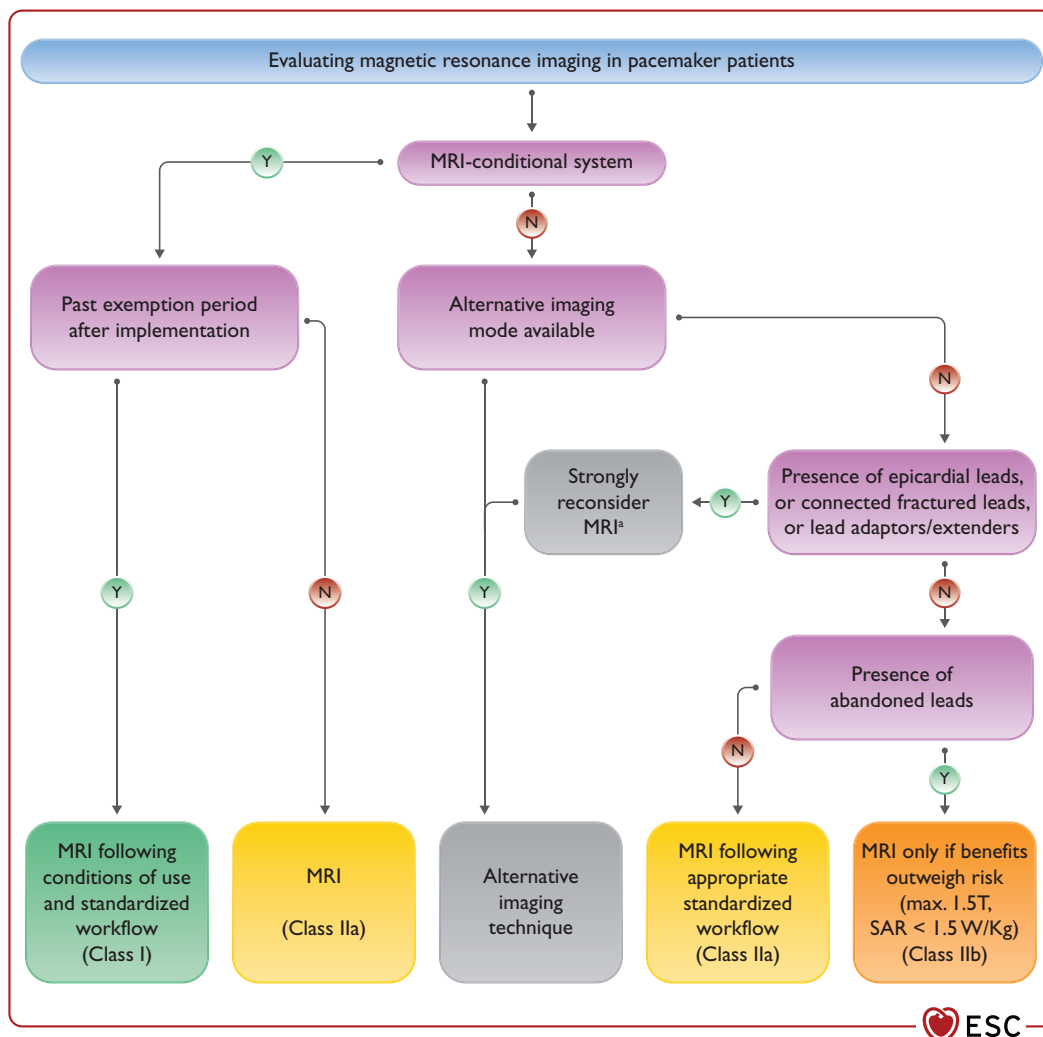 Evaluating magnetic resonance imaging in pacemaker patients
Y
MRI-conditional system
N
Past exemption period
after implementation
Alternative imaging
mode available
N
Strongly
reconsider
MRIᵃ
Y
Presence of epicardial leads,
or connected fractured leads,
or lead adaptors/extenders
Y
N
Y
N
Presence of
abandoned leads
N
Y
MRI following
conditions of use
and standardized
workflow
(Class I)
MRI
(Class IIa)
Alternative
imaging
technique
MRI following
appropriate
standardized
workflow
(Class IIa)
MRI only if benefits
outweigh risk
(max. 1.5T,
SAR < 1.5 W/Kg)
(Class IIb)
ESC